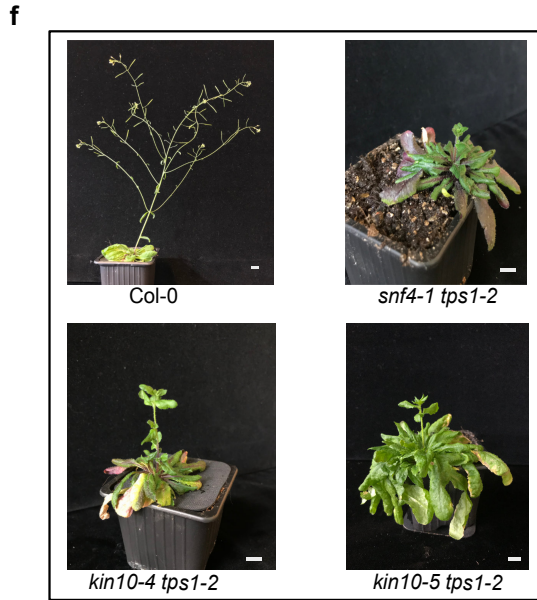 f
Col-0
snf4-1 tps1-2
kin10-4 tps1-2
kin10-5 tps1-2